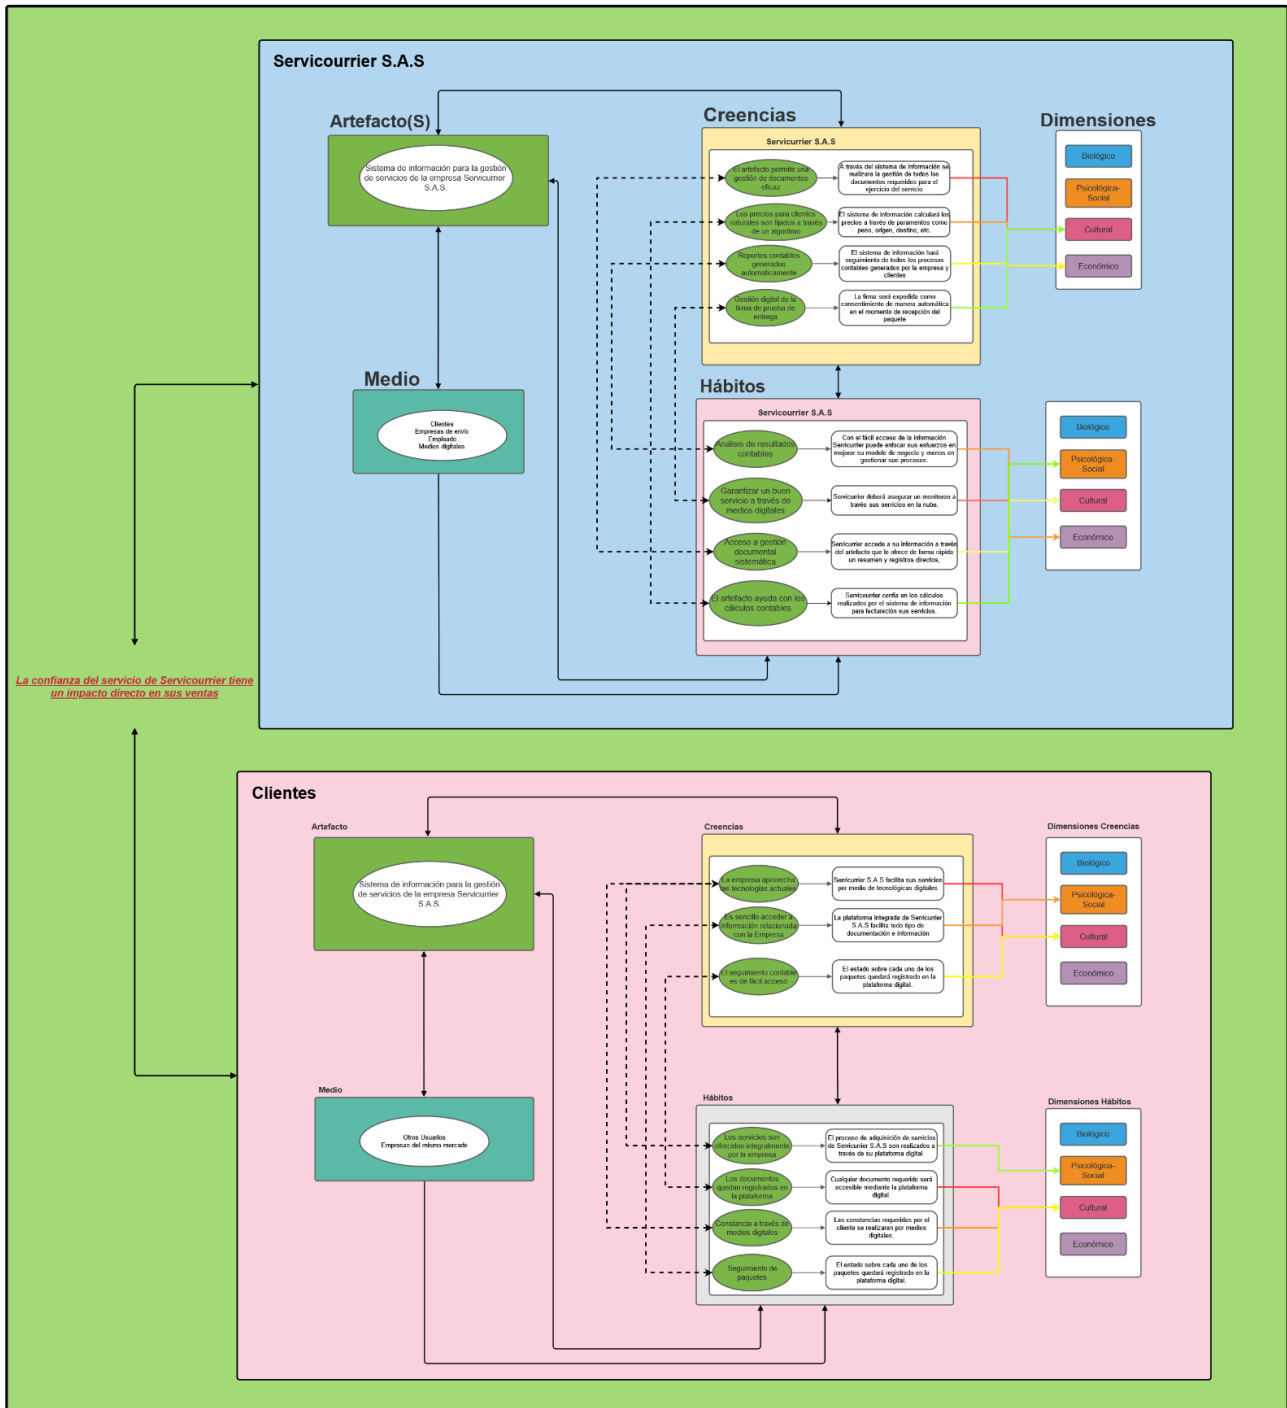 Servicourrier S.A.S
Artefacto(S)
Sistema de información para la gestión
de servicios de la empresa Servicurrier
S.A.S.
Creencias
Servicurrier S.A.S
El artefacto permite una
gestión de documentos
eficaz
A través del sistema de información se
realizara la gestión de todos los
documentos requeridos para el
ejercicio del servicio
Los precios para clientes
naturales son fijados a través
de un algoritmo
El sistema de información calculará los
precios a través de paramentos como
peso, origen, destino, etc.
Reportes contables
generados
automaticamente
El sistema de información hará
seguimiento de todos los procesos
contables generados por la empresa y
clientes
Gestión digital de la
firma de prueba de
entrega
La firma será expedida como
consentimiento de manera automática
en el momento de recepción del
paquete
Dimensiones
Biológico
Psicológica-
Social
Cultural
Económico
Medio
Clientes
Empresas de envío
Empleado
Medios digitales
Hábitos
Servicourrier S.A.S
Análisis de resultados
contables
Con el fácil acceso de la información
Servicurrier puede enfocar sus esfuerzos en
mejorar su modelo de negocio y menos en
gestionar sus procesos.
Garantizar un buen
servicio a través de
medios digitales
Servicurrier deberá asegurar un monitoreo a
través sus servicios en la nube.
Acceso a gestión
documental
sistemática
Servicurrier accede a su información a través
del artefacto que le ofrece de forma rápida
un resumen y registros directos,
El artefacto ayuda con los
cálculos contables
Servicourrier confia en los cálculos
realizados por el sistema de información
para facturación sus servicios.
Biológico
Psicológica-
Social
Cultural
Económico
La confianza del servicio de Servicourrier tiene
un impacto directo en sus ventas
Clientes
Artefacto
Sistema de información para la gestión
de servicios de la empresa Servicurrier
S.A.S
Creencias
La empresa aprovecha
las tecnologías actuales
Servicurrier S.A.S facilita sus servicios
por medio de tecnológicas digitales
Es sencillo acceder a
información relacionada
con la Empresa
La plataforma integrada de Servicurrier
S.A.S facilita todo tipo de
documentación e información
El seguimiento contable
es de fácil acceso
El estado sobre cada uno de los
paquetes quedará registrado en la
plataforma digital.
Dimensiones Creencias
Biológico
Psicológica-
Social
Cultural
Económico
Medio
Otros Usuarios
Empresas del mismo mercado
Hábitos
Los servicios son
ofrecidos integralmente
por la empresa
El proceso de adquisición de servicios
de Servicurrier S.A.S son realizados a
través de su plataforma digital.
Los documentos
quedan registrados en
la plataforma
Cualquier documento requerido será
accesible mediante la plataforma
digital.
Constancia a través de
medios digitales
Las constancias requeridas por el
cliente se realizaran por medios
digitales.
Seguimiento de
paquetes
El estado sobre cada uno de los
paquetes quedará registrado en la
plataforma digital.
Dimensiones Hábitos
Biológico
Psicológica-
Social
Cultural
Económico